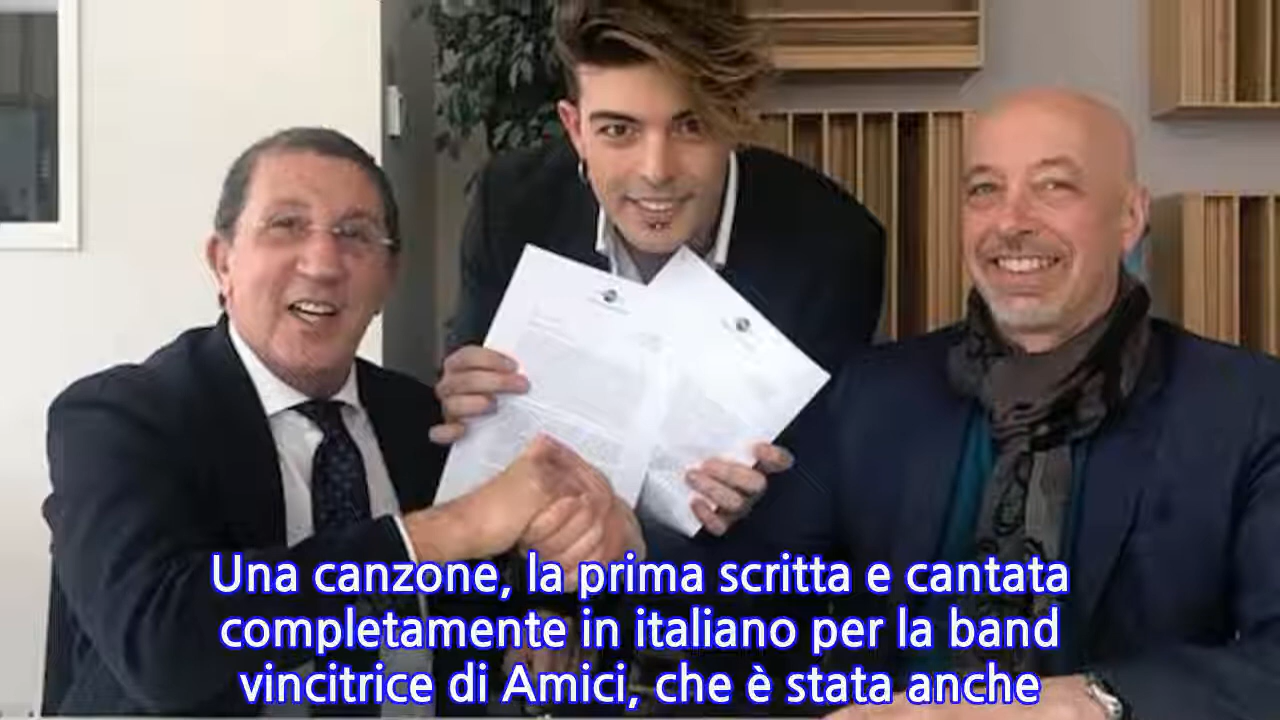 Una canzone, la prima scritta e cantata
completamente in italiano per la band
vincitrice di Amici, che è stata anche